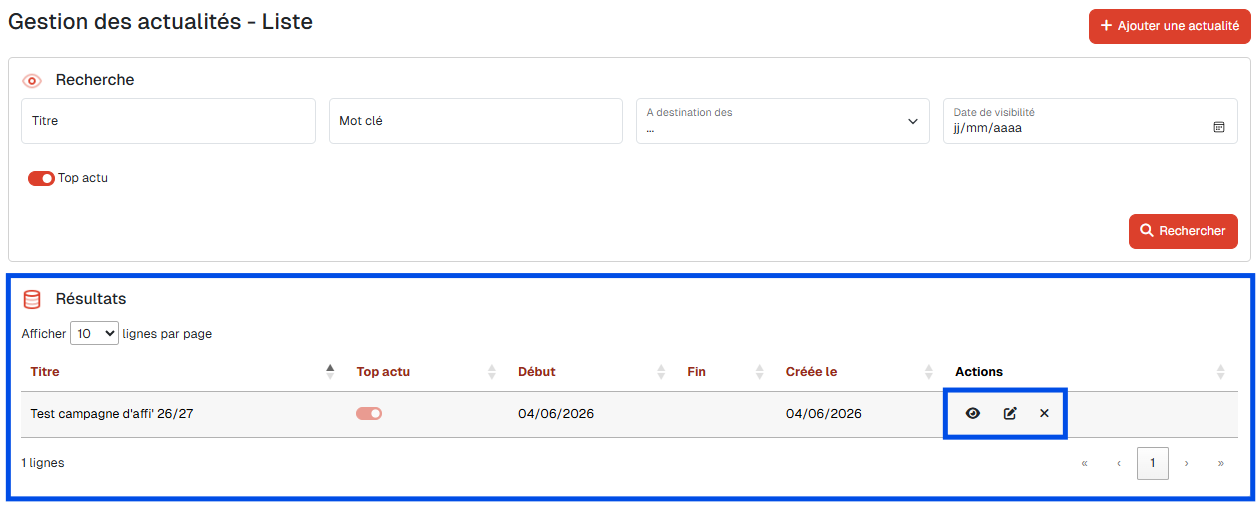 Gestion des actualités - Liste
+ Ajouter une actualité
Recherche
Titre
Mot clé
A destination des
...
Date de visibilité
jj/mm/aaaa
Top actu
Rechercher
Résultats
Afficher 10 lignes par page
Titre Top actu Début Fin Créée le Actions
Test campagne d'affi' 26/27 04/06/2026 04/06/2026
1 lignes
« ‹ 1 › »